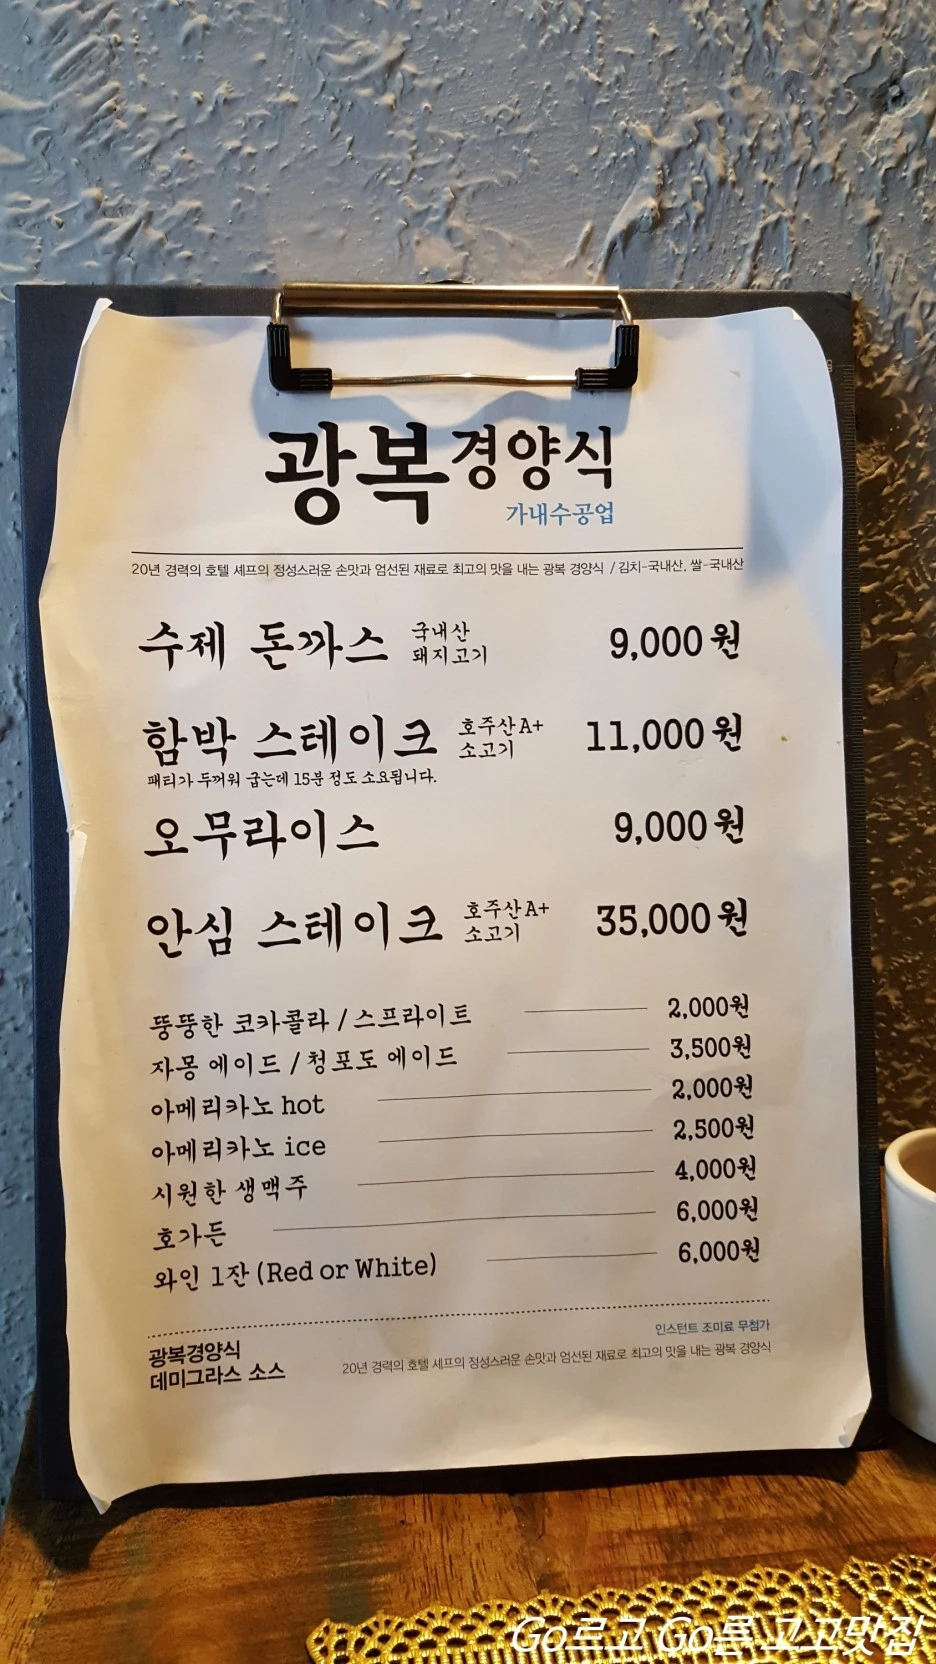 광복 경양식
가내수공업
20년 경력의 호텔 셰프의 정성스러운 손맛과 엄선된 재료로 최고의 맛을 내는 광복 경양식 / 김치-국내산, 쌀-국내산
수제 돈까스 국내산 돼지고기 9,000원
함박 스테이크 호주산A+ 소고기 11,000원
패티가 두꺼워 굽는데 15분 정도 소요됩니다.
오무라이스 9,000원
안심 스테이크 호주산A+ 소고기 35,000원
뚱뚱한 코카콜라 / 스프라이트 2,000원
자몽 에이드 / 청포도 에이드 3,500원
아메리카노 hot 2,000원
아메리카노 ice 2,500원
시원한 생맥주 4,000원
호가든 6,000원
와인 1잔 (Red or White) 6,000원
인스턴트 조미료 무첨가
광복경양식
데미그라스 소스
20년 경력의 호텔 셰프의 정성스러운 손맛과 엄선된 재료로 최고의 맛을 내는 광복 경양식
Go르고 Go른 고고맛집